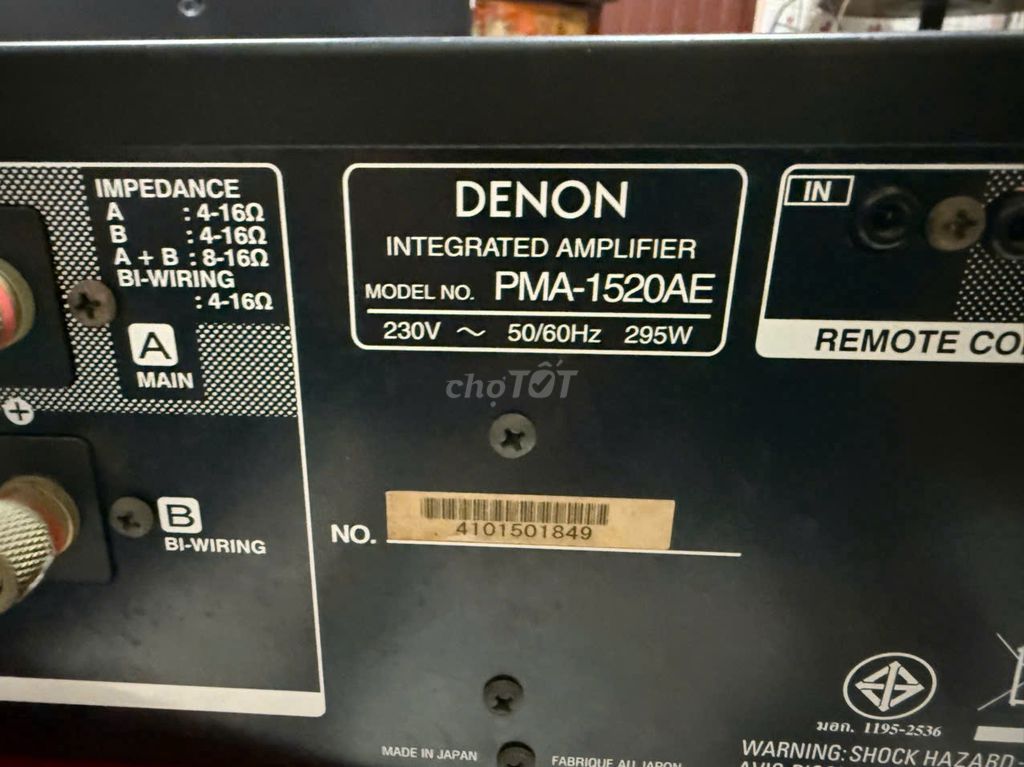 IMPEDANCE
A : 4-16Ω
B : 4-16Ω
A + B : 8-16Ω
BI-WIRING
: 4-16Ω
A
MAIN
B
BI-WIRING
DENON
INTEGRATED AMPLIFIER
MODEL NO. PMA-1520AE
230V ~ 50/60Hz 295W
chợTỐT
NO. 4101501849
IN
REMOTE
มอก. 1195-2536
MADE IN JAPAN
FABRIQUE AU JAPON
WARNING: SHOCK HAZARD-